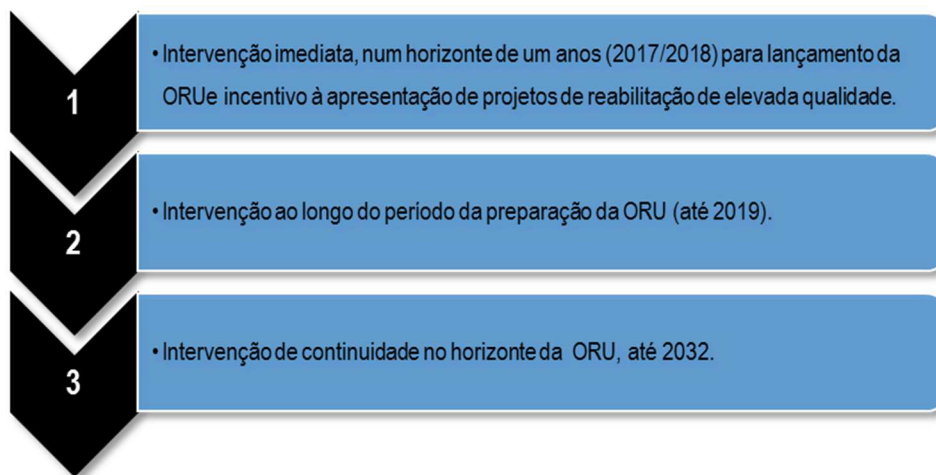 1
• Intervenção imediata, num horizonte de um anos (2017/2018) para lançamento da
ORUe incentivo à apresentação de projetos de reabilitação de elevada qualidade.
2
• Intervenção ao longo do período da preparação da ORU (até 2019).
3
• Intervenção de continuidade no horizonte da ORU, até 2032.